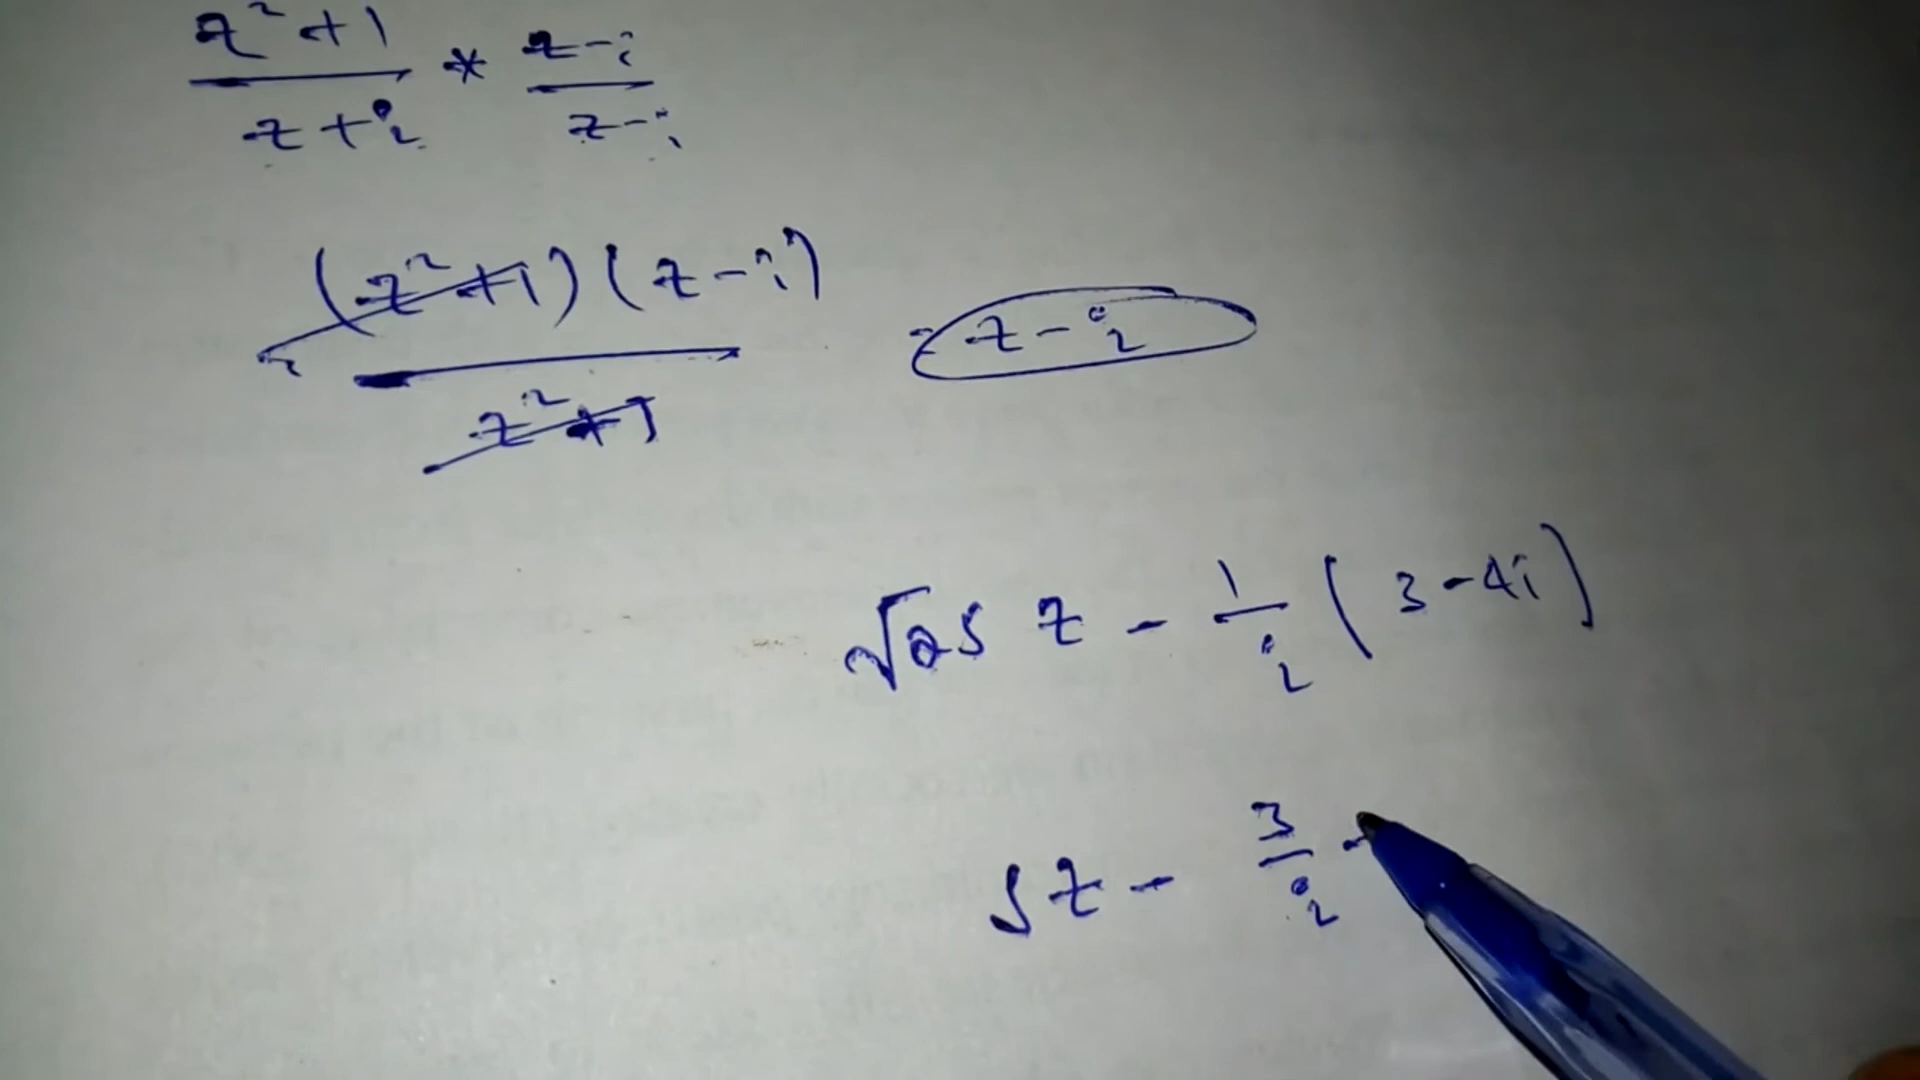 z²+1 / z+i * z-i / z-i
= (z²+1)(z-i) / z²+1 = z-i
√25 z - 1/i (3-4i)
5z - 3/i +